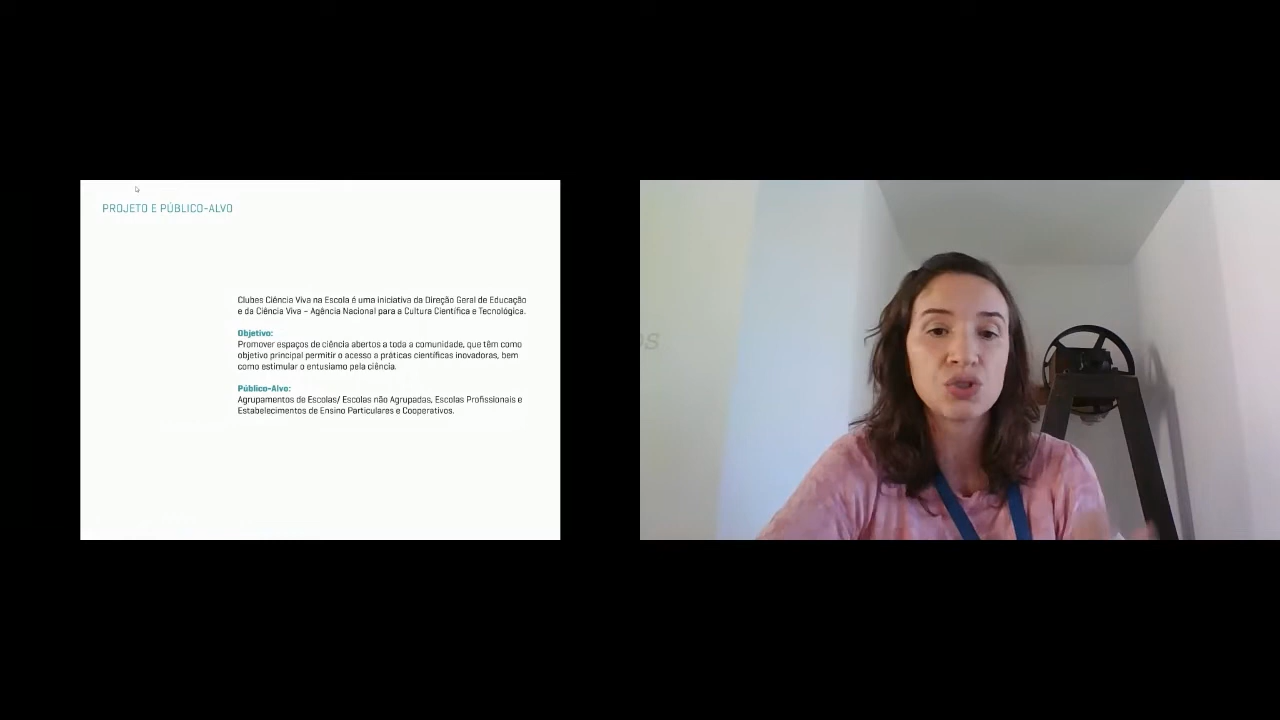 PROJETO E PÚBLICO-ALVO
Clubes Ciência Viva na Escola é uma iniciativa da Direção Geral de Educação
e da Ciência Viva – Agência Nacional para a Cultura Científica e Tecnológica.
Objetivo:
Promover espaços de ciência abertos a toda a comunidade, que têm como
objetivo principal permitir o acesso a práticas científicas inovadoras, bem
como estimular o entusiamo pela ciência.
Público-Alvo:
Agrupamentos de Escolas/ Escolas não Agrupadas, Escolas Profissionais e
Estabelecimentos de Ensino Particulares e Cooperativos.